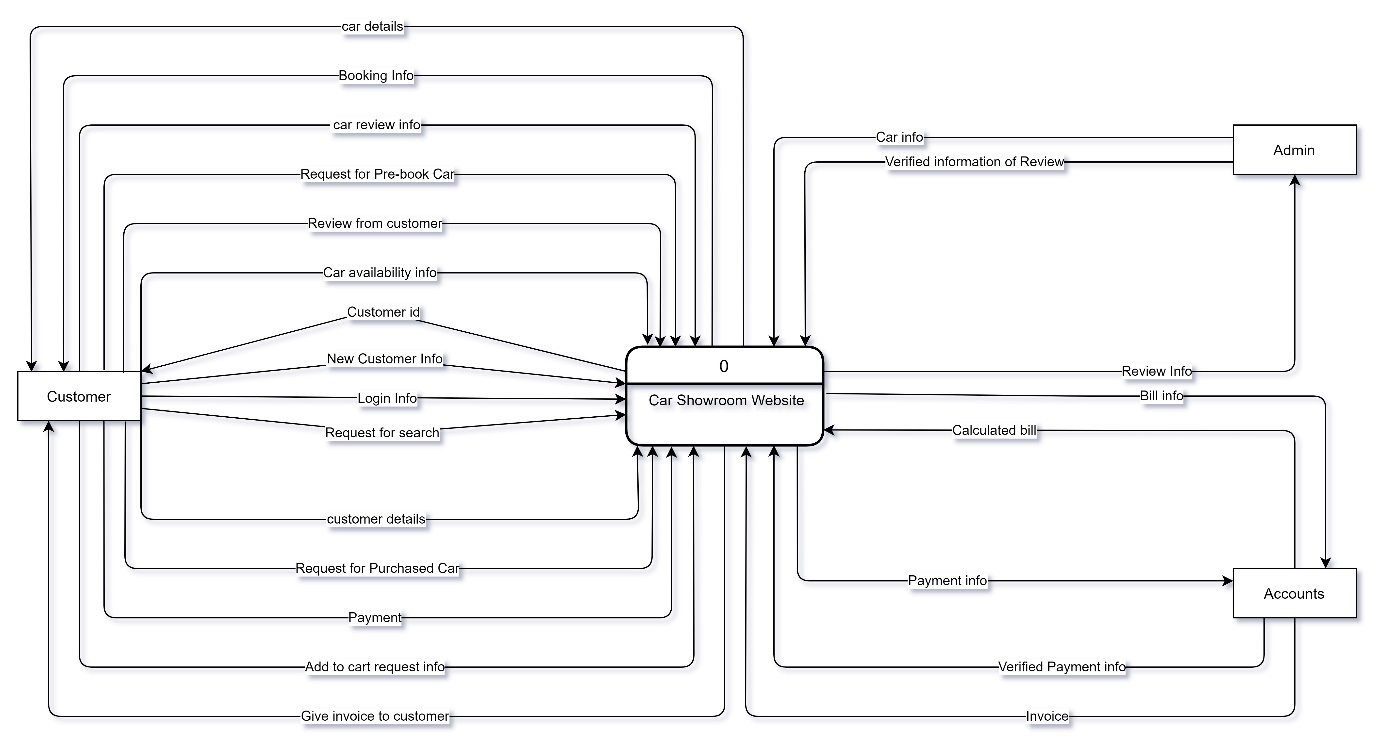 car details
Booking Info
car review info
Car info
Admin
Verified information of Review
Request for Pre-book Car
Review from customer
Car availability info
Customer id
New Customer Info
0
Review Info
Customer
Login Info
Car Showroom Website
Bill info
Request for search
Calculated bill
customer details
Request for Purchased Car
Payment info
Accounts
Payment
Add to cart request info
Verified Payment info
Give invoice to customer
Invoice